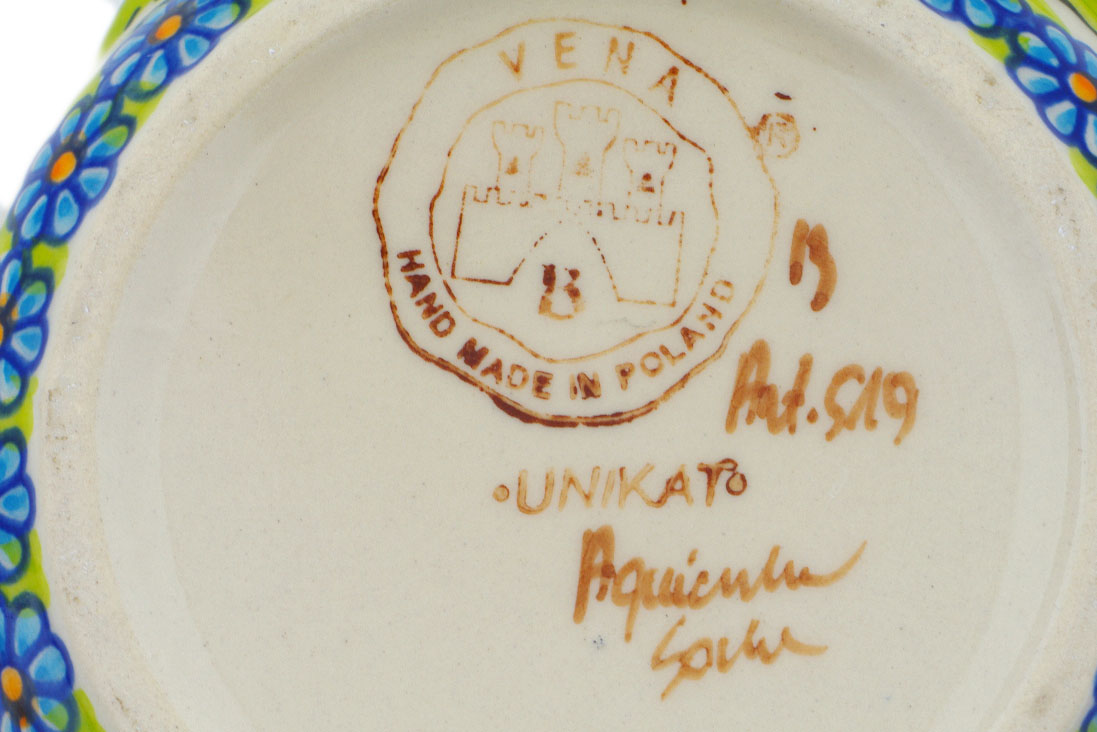 VENA
B
HAND MADE IN POLAND
B
Art. 519
UNIKAT